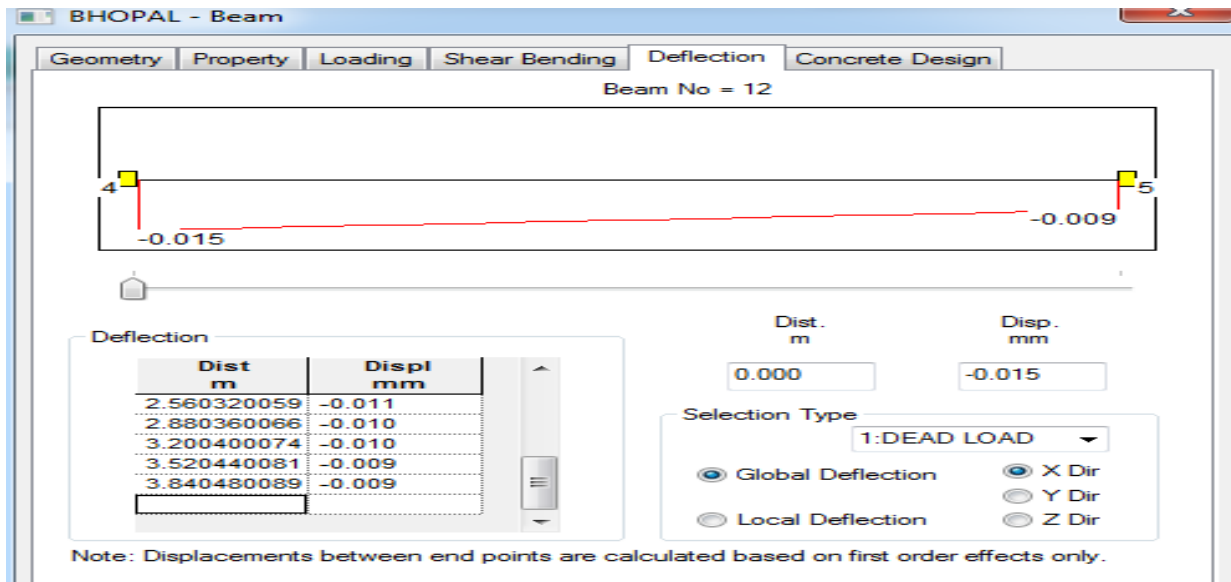 BHOPAL - Beam
Geometry Property Loading Shear Bending Deflection Concrete Design
Beam No = 12
4 5
-0.015 -0.009
Dist. Disp.
m mm
0.000 -0.015
Deflection
Dist Displ
m mm
2.560320059 -0.011
2.880360066 -0.010
3.200400074 -0.010
3.520440081 -0.009
3.840480089 -0.009
Selection Type
1:DEAD LOAD
Global Deflection X Dir
Y Dir
Local Deflection Z Dir
Note: Displacements between end points are calculated based on first order effects only.